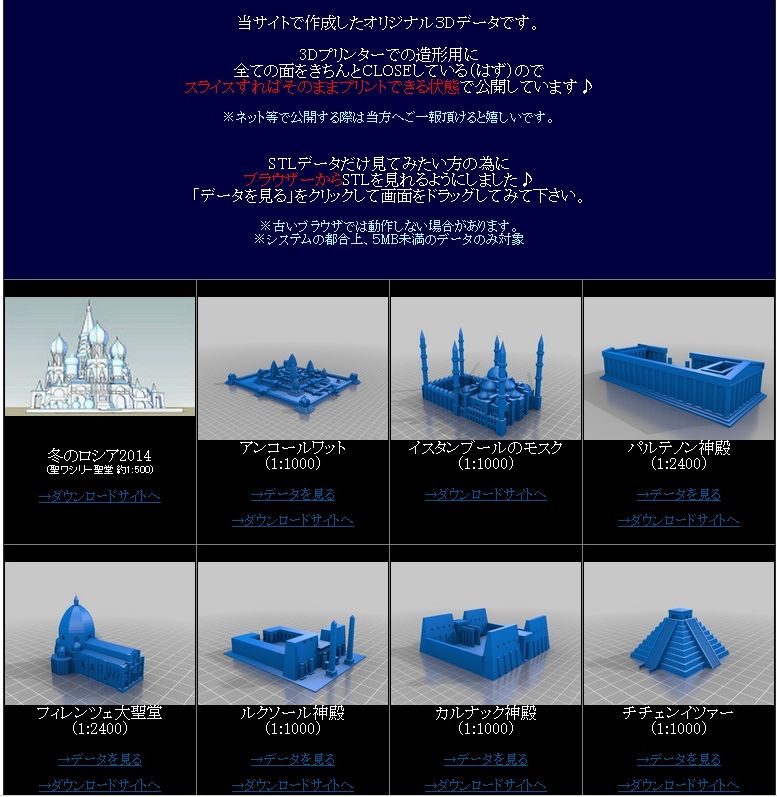 当サイトで作成したオリジナル3Dデータです。
3Dプリンターでの造形用に
全ての面をきちんとCLOSEしている(はず)ので
スライスすればそのままプリントできる状態で公開しています♪
※ネット等で公開する際は当方へご一報頂けると嬉しいです。
STLデータだけ見てみたい方の為に
ブラウザーからSTLを見れるようにしました♪
「データを見る」をクリックして画面をドラッグしてみて下さい。
※古いブラウザでは動作しない場合があります。
※システムの都合上、5MB未満のデータのみ対象
冬のロシア2014
(聖ワシリー聖堂 約1:500)
→ダウンロードサイトへ
アンコールワット
(1:1000)
→データを見る
→ダウンロードサイトへ
イスタンブールのモスク
(1:1000)
→ダウンロードサイトへ
パルテノン神殿
(1:2400)
→データを見る
→ダウンロードサイトへ
フィレンツェ大聖堂
(1:2400)
→データを見る
→ダウンロードサイトへ
ルクソール神殿
(1:1000)
→データを見る
→ダウンロードサイトへ
カルナック神殿
(1:1000)
→データを見る
→ダウンロードサイトへ
チチェンイツァー
(1:1000)
→データを見る
→ダウンロードサイトへ